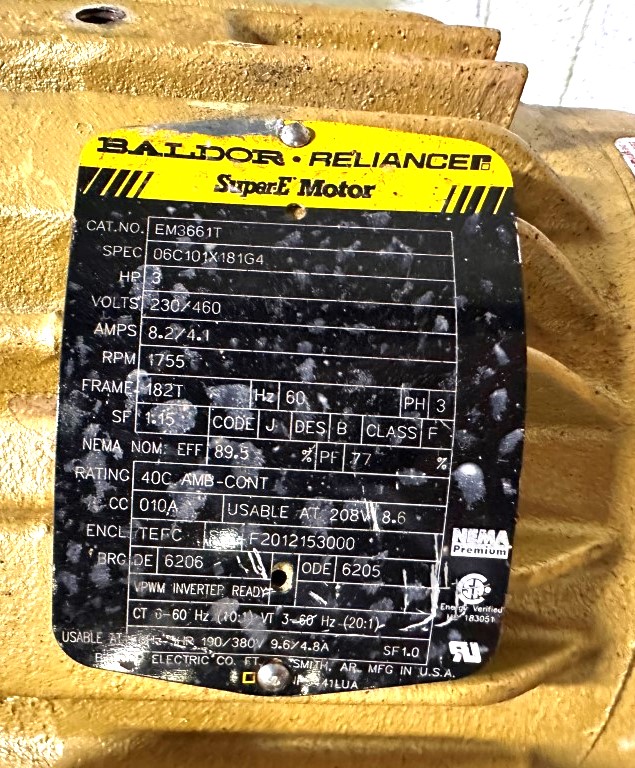 BALDOR · RELIANCE
Super-E Motor
CAT.NO. EM3661T
SPEC 06C101X181G4
HP 3
VOLTS 230/460
AMPS 8.2/4.1
RPM 1755
FRAME 182T Hz 60 PH 3
SF 1.15 CODE J DES B CLASS F
NEMA NOM. EFF 89.5 % PF 77 %
RATING 40C AMB-CONT
CC 010A USABLE AT 208V 8.6
ENCL TEFC F2012153000
BRG DE 6206 ODE 6205
VPWM INVERTER READY
CT 6-60 Hz (10:1) VT 3-60 Hz (20:1)
USABLE AT 190/380V 9.6/4.8A SF1.0
ELECTRIC CO. FT. SMITH, AR. MFG IN U.S.A.
NEMA
Premium
Energy Verified